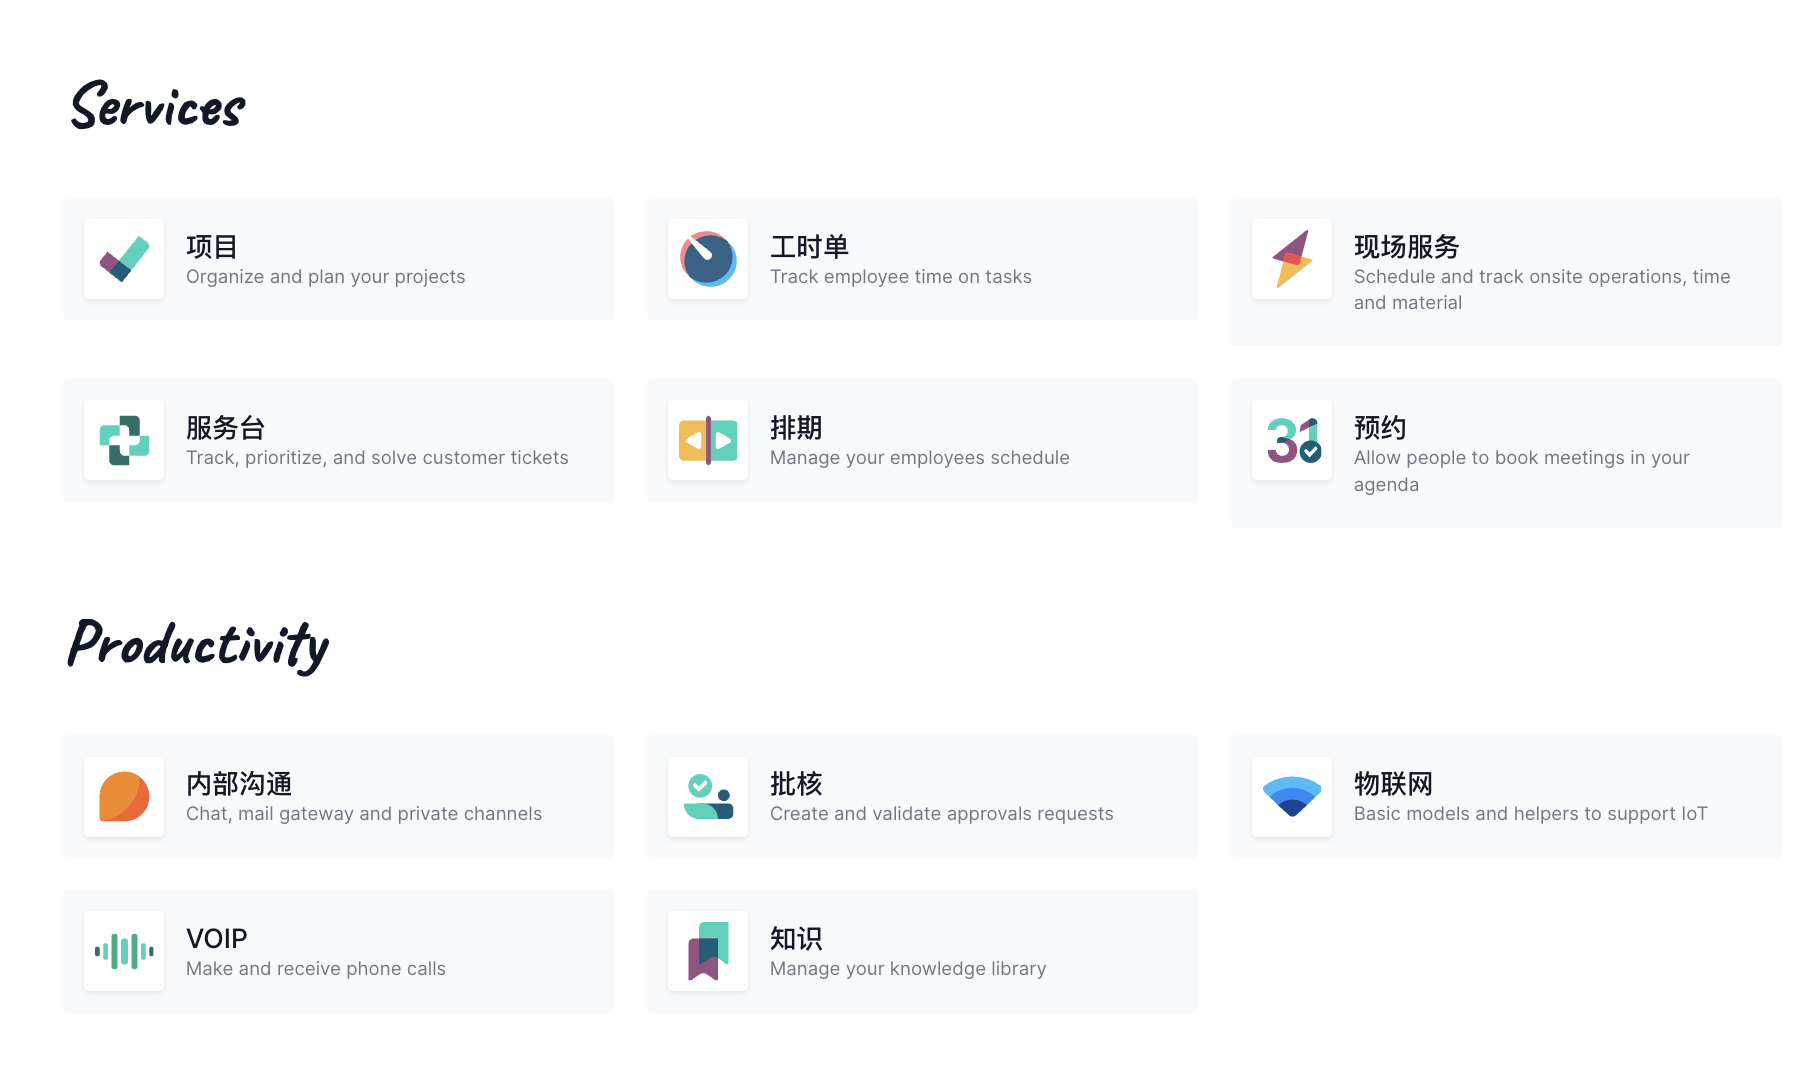 Services
项目
Organize and plan your projects
工时单
Track employee time on tasks
现场服务
Schedule and track onsite operations, time
and material
服务台
Track, prioritize, and solve customer tickets
排期
Manage your employees schedule
31
预约
Allow people to book meetings in your
agenda
Productivity
内部沟通
Chat, mail gateway and private channels
批核
Create and validate approvals requests
物联网
Basic models and helpers to support IoT
VOIP
Make and receive phone calls
知识
Manage your knowledge library